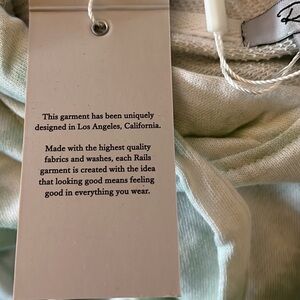 This garment has been uniquely
designed in Los Angeles, California.
Made with the highest quality
fabrics and washes, each Rails
garment is created with the idea
that looking good means feeling
good in everything you wear.